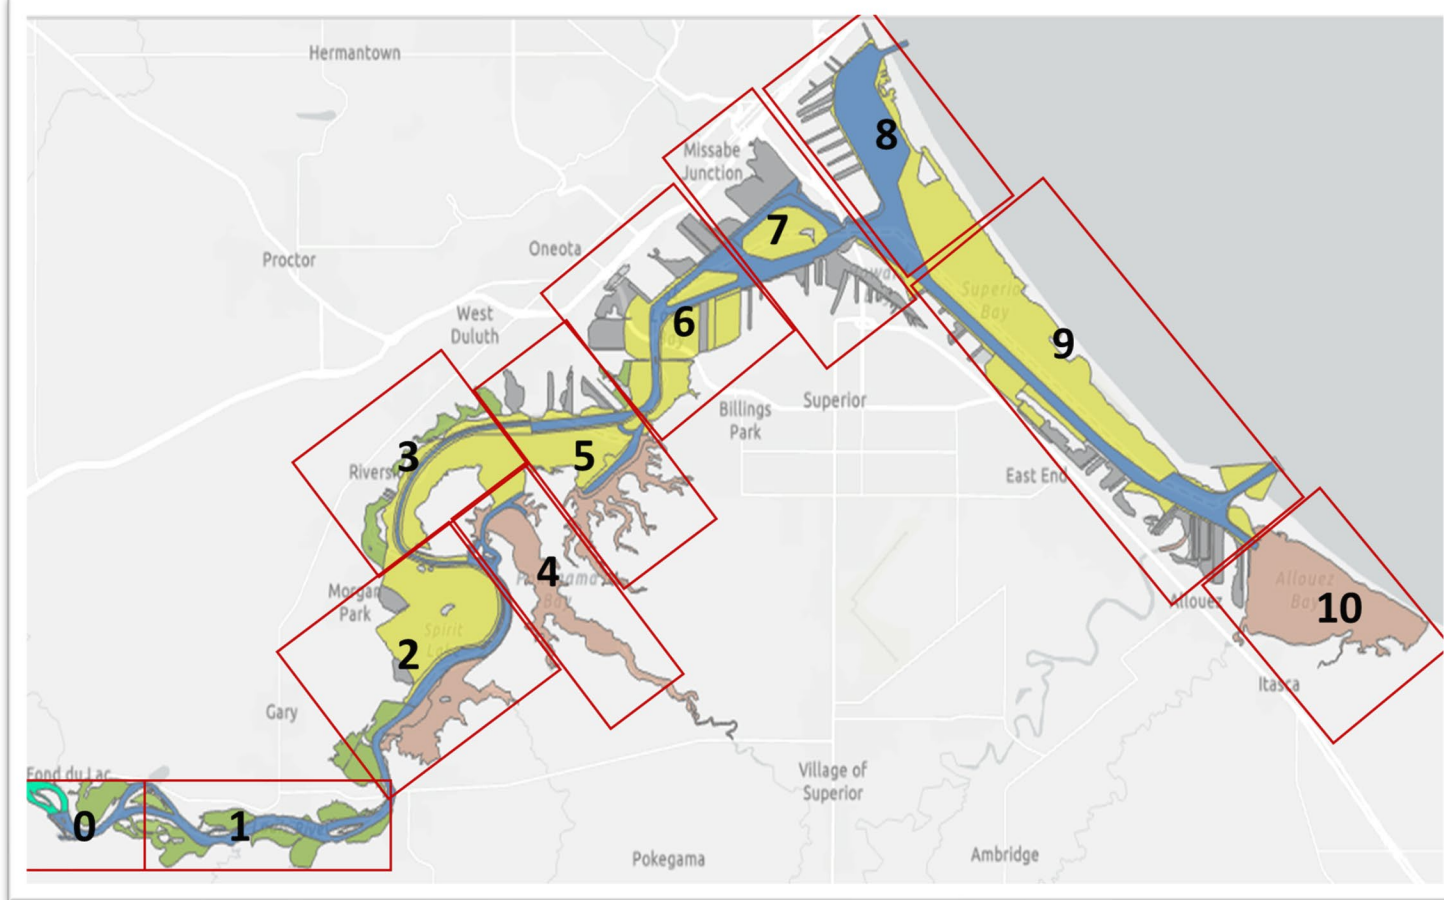 Hermantown
8
Missabe
Junction
7
Oneota
Proctor
Superior
Bay
6
9
West
Duluth
Superior
Billings
Park
3
5
East End
4
Bay
Morgan
Park
Allouez
Bay
10
Allouez
2
Spirit
Itasca
Gary
Fond du Lac
Village of
Superior
0
1
Pokegama
Ambridge